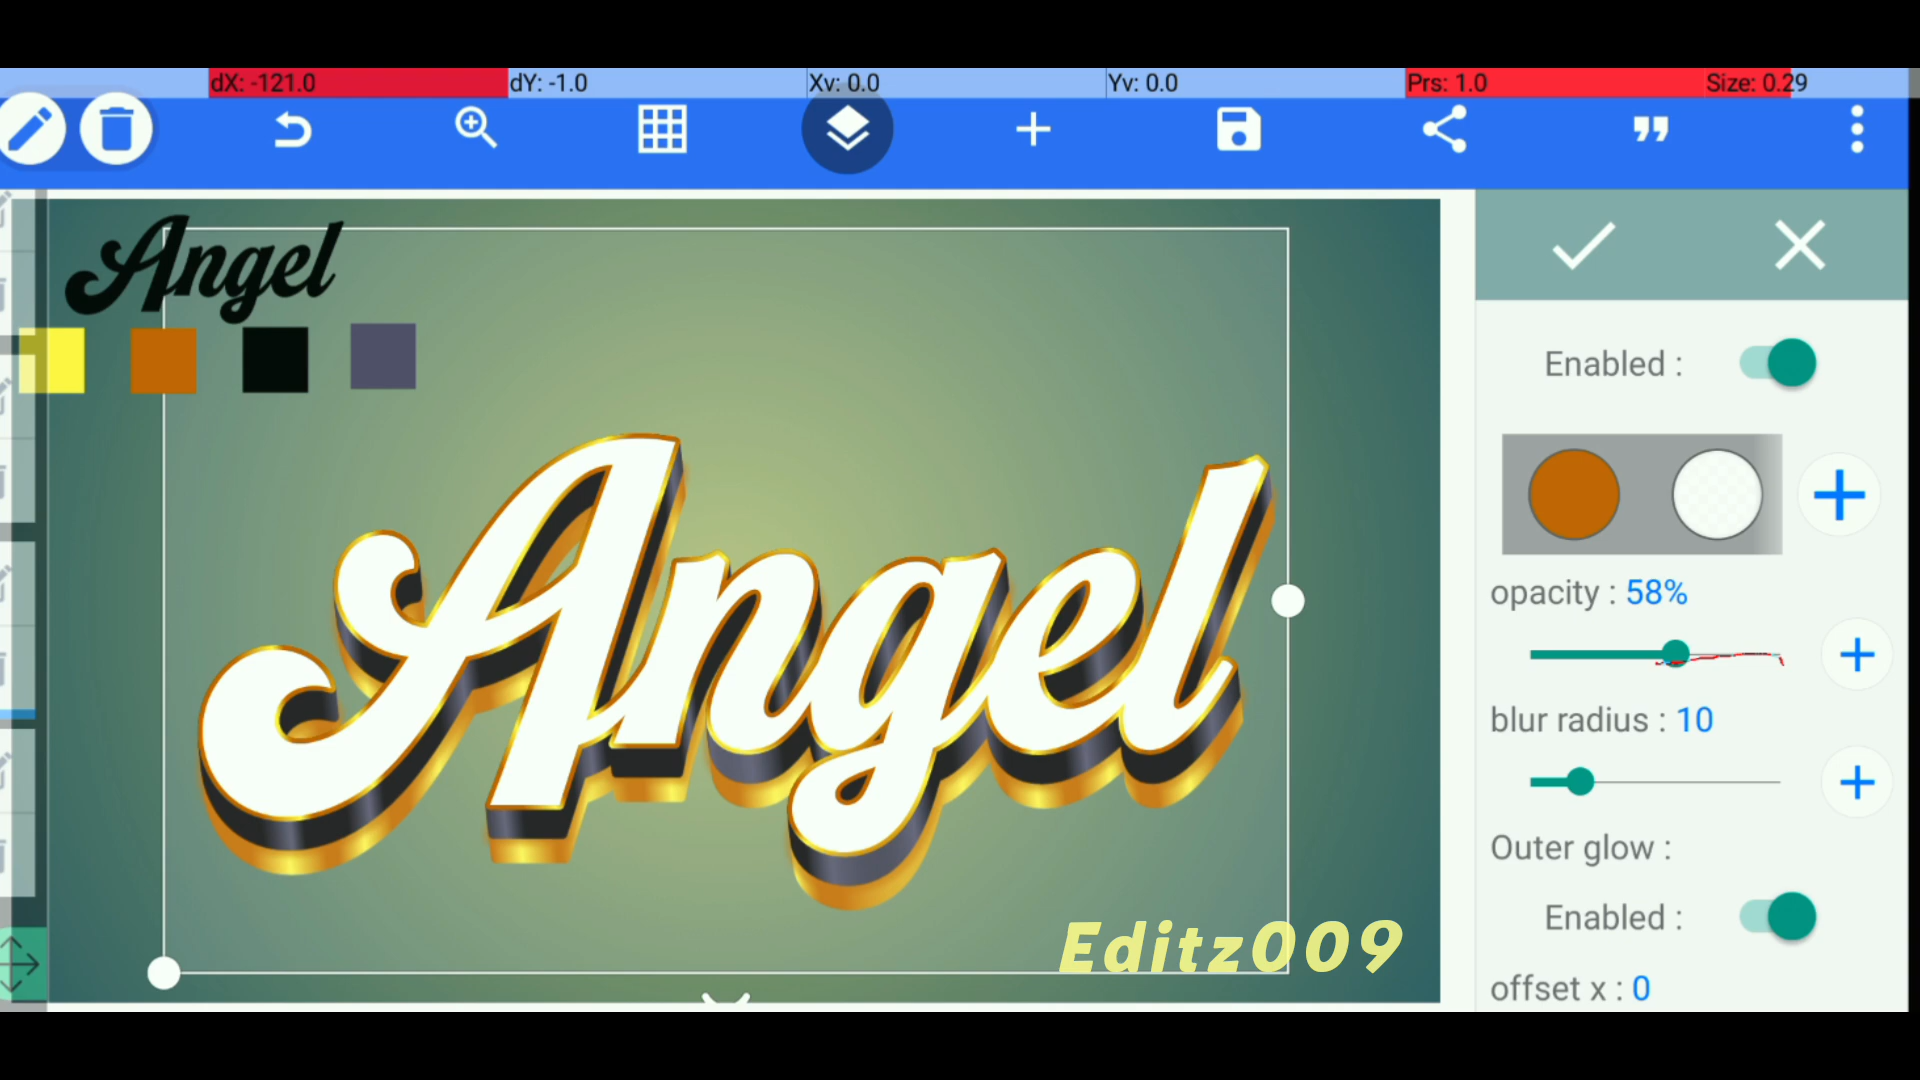 dX: -121.0 dY: -1.0 Xv: 0.0 Yv: 0.0 Prs: 1.0 Size: 0.29
Angel
Enabled :
opacity : 58%
Angel
blur radius : 10
Outer glow :
Enabled :
Editz009
offset x : 0